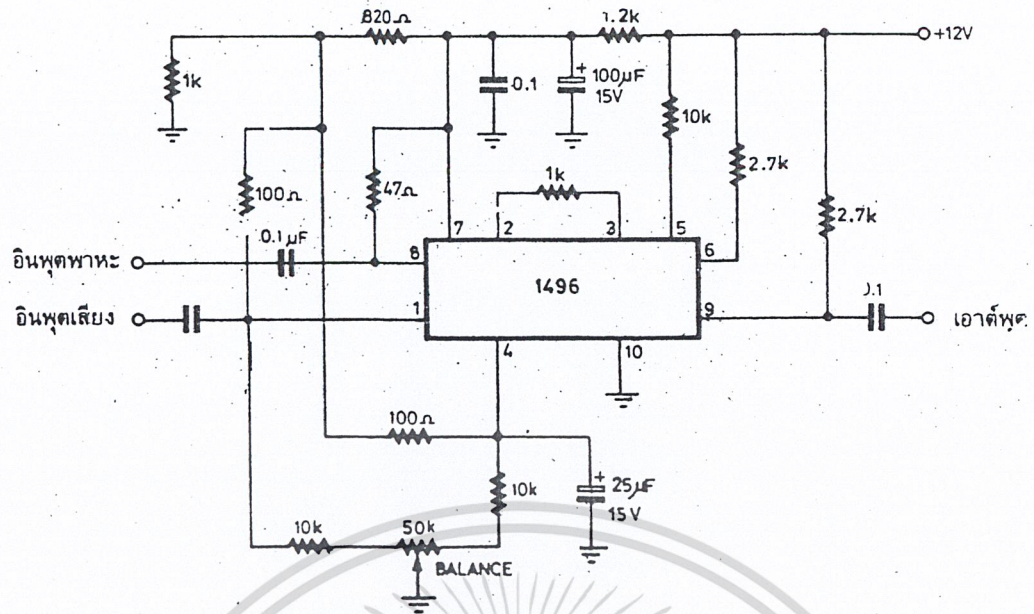 820Ω
1.2k
+12V
1k
0.1
+
100µF
15V
10k
2.7k
100Ω
47Ω
1k
2.7k
0.1µF
7
2
3
5
6
อินพุตพาหะ
8
1496
0.1
อินพุตเสียง
1
9
เอาต์พุต
4
10
100Ω
10k
+
25µF
15V
10k
50k
BALANCE